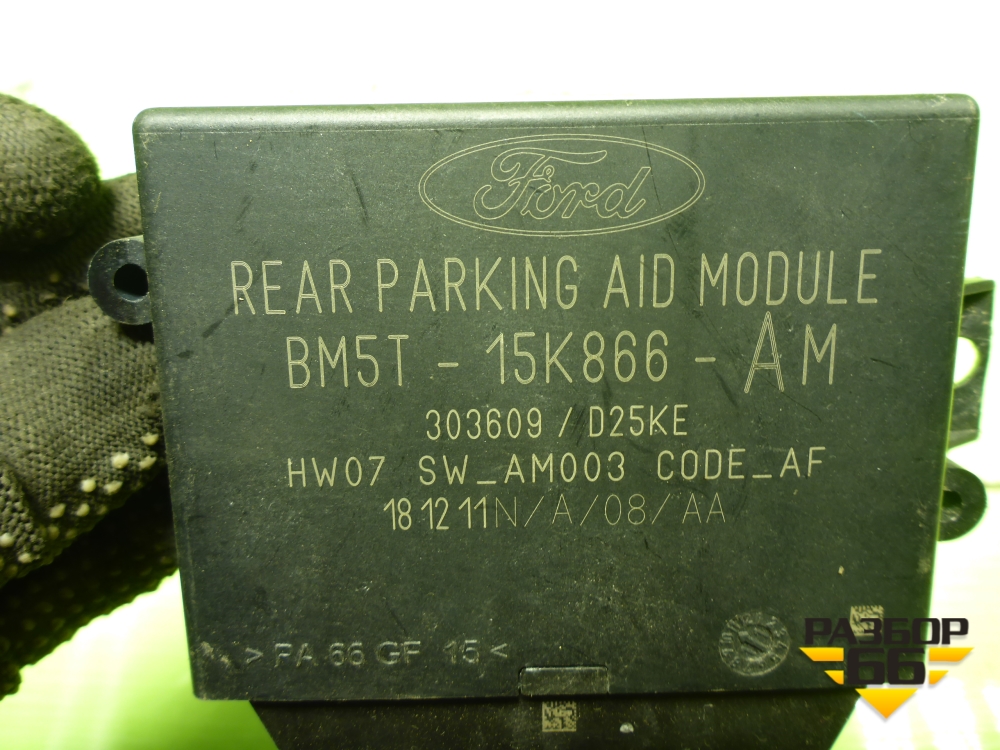 Ford
REAR PARKING AID MODULE
BM5T - 15K866 - AM
303609 / D25KE
HW07 SW_AM003 CODE_AF
18 12 11N/A/08/AA
>PA 66 GF 15<
РАЗБОР
66